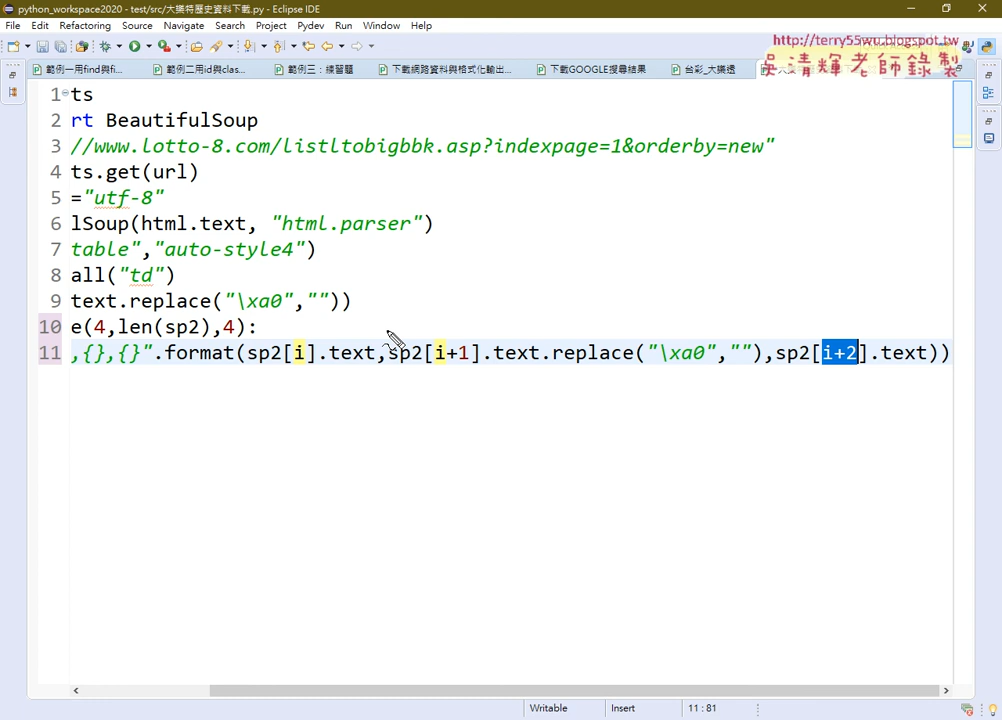 python_workspace2020 - test/src/大樂特歷史資料下載.py - Eclipse IDE
File Edit Refactoring Source Navigate Search Project Pydev Run Window Help
http://terry55wu.blogspot.tw
吳清輝老師錄製
範例一用find與fi... 範例二用id與clas... 範例三：練習題 下載網路資料與格式化輸出... 下載GOOGLE搜尋結果 台彩_大樂透
1 ts
2 rt BeautifulSoup
3 //www.lotto-8.com/listltobigbbk.asp?indexpage=1&orderby=new"
4 ts.get(url)
5 ="utf-8"
6 lSoup(html.text, "html.parser")
7 table","auto-style4")
8 all("td")
9 text.replace("\xa0",""))
10 e(4,len(sp2),4):
11 ,{},{}".format(sp2[i].text,sp2[i+1].text.replace("\xa0",""),sp2[i+2].text))
Writable Insert 11 : 81